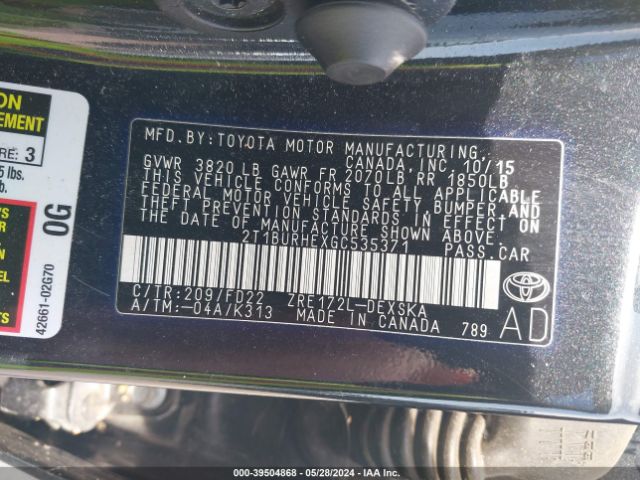 ON
EMENT
RE: 3
5 lbs.
b.
0G
42661-02G70
MFD.BY:TOYOTA MOTOR MANUFACTURING,
CANADA, INC. 10/15
GVWR 3820 LB GAWR FR 2070LB RR 1850LB
THIS VEHICLE CONFORMS TO ALL APPLICABLE
FEDERAL MOTOR VEHICLE SAFETY BUMPER, AND
THEFT PREVENTION STANDARDS IN EFFECT ON
THE DATE OF MANUFACTURE SHOWN ABOVE.
2T1BURHEXGC535371 PASS.CAR
C/TR:209/FD22 ZRE172L-DEXSKA
A/TM:-04A/K313 MADE IN CANADA 789 AD
000-39504868 - 05/28/2024 - IAA Inc.